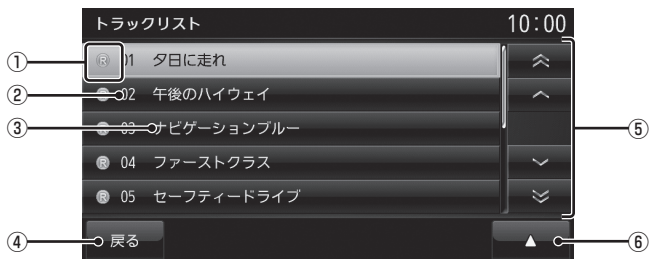 トラックリスト 10:00
① Ⓡ 01 夕日に走れ
② Ⓡ 02 午後のハイウェイ
③ Ⓡ 03 ナビゲーションブルー ⑤
Ⓡ 04 ファーストクラス
Ⓡ 05 セーフティードライブ
④ 戻る ▲ ⑥